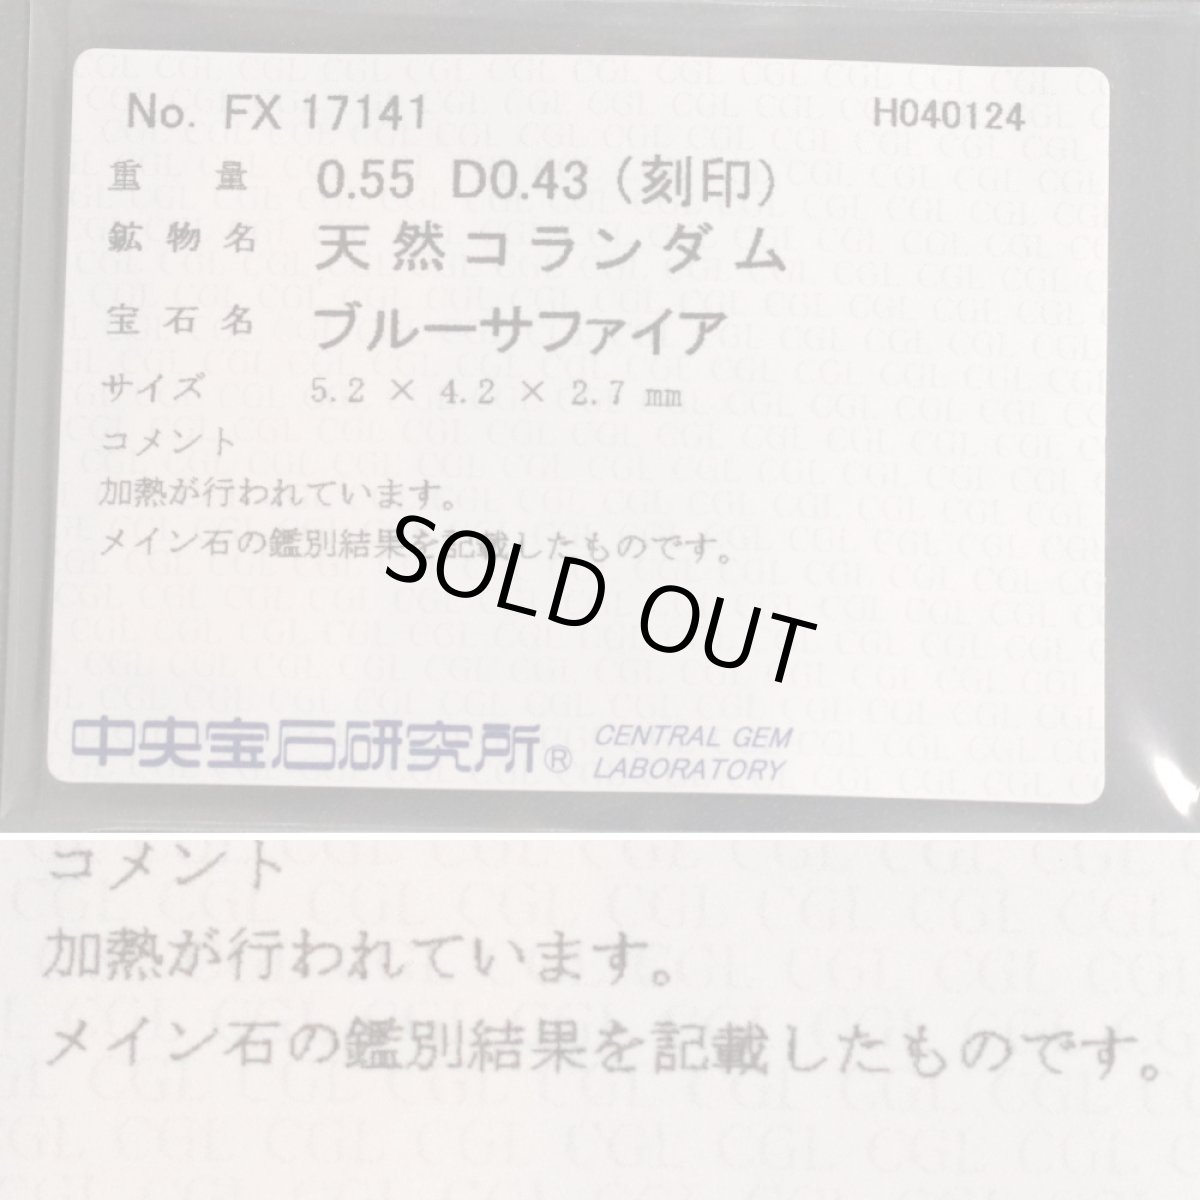 No. FX 17141 H040124
重量 0.55 D0.43 (刻印)
鉱物名 天然コランダム
宝石名 ブルーサファイア
サイズ 5.2 × 4.2 × 2.7 mm
コメント
加熱が行われています。
メイン石の鑑別結果を記載したものです。
SOLD OUT
中央宝石研究所® CENTRAL GEM
LABORATORY
コメント
加熱が行われています。
メイン石の鑑別結果を記載したものです。